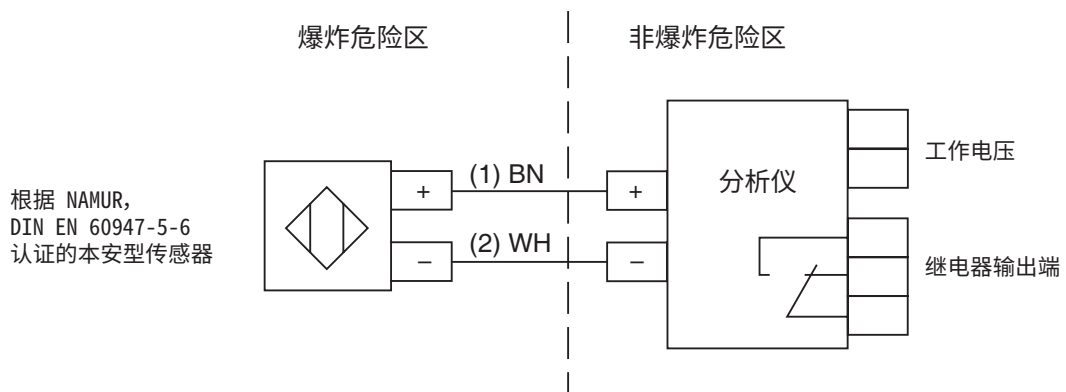 爆炸危险区
非爆炸危险区
根据 NAMUR,
DIN EN 60947-5-6
认证的本安型传感器
+
(1) BN
+
–
(2) WH
–
分析仪
工作电压
继电器输出端